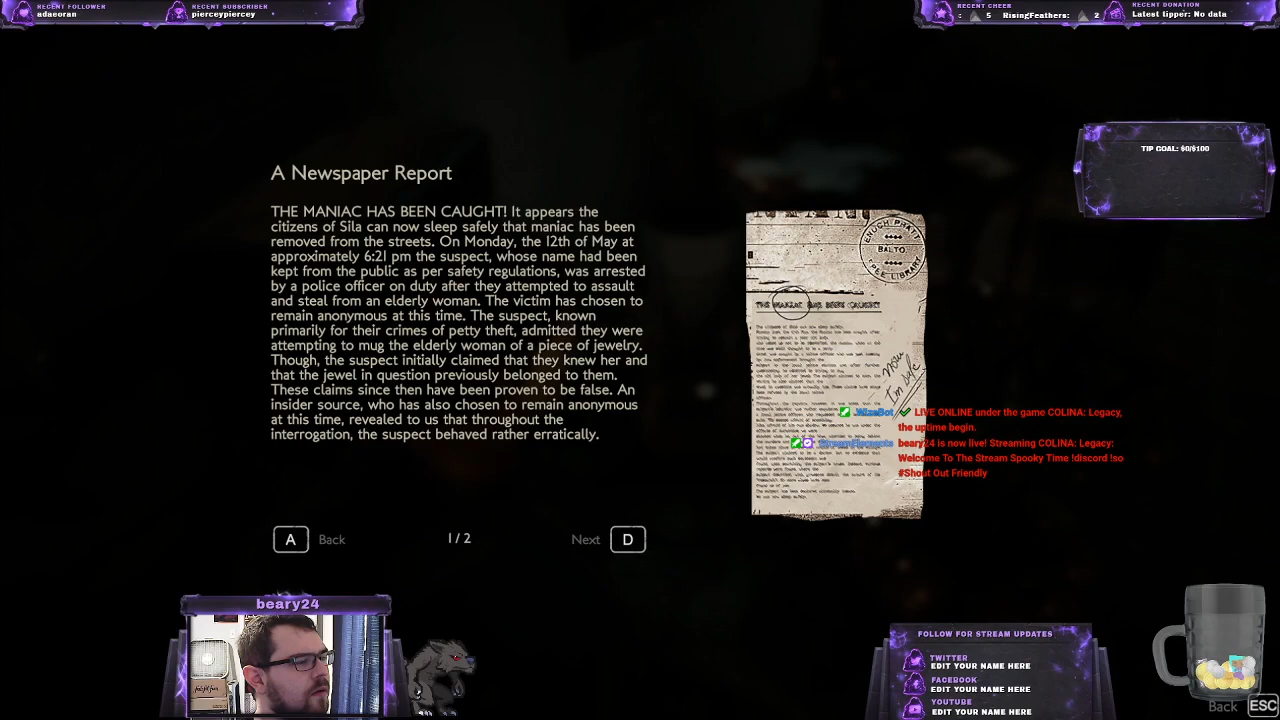 RECENT FOLLOWER
adaeoran
RECENT SUBSCRIBER
pierceypiercey
RECENT CHEER
: 5 RisingFeathers: 2
RECENT DONATION
Latest tipper: No data
TIP GOAL: $0/$100
A Newspaper Report
THE MANIAC HAS BEEN CAUGHT! It appears the
citizens of Sila can now sleep safely that maniac has been
removed from the streets. On Monday, the 12th of May at
approximately 6:21 pm the suspect, whose name had been
kept from the public as per safety regulations, was arrested
by a police officer on duty after they attempted to assault
and steal from an elderly woman. The victim has chosen to
remain anonymous at this time. The suspect, known
primarily for their crimes of petty theft, admitted they were
attempting to mug the elderly woman of a piece of jewelry.
Though, the suspect initially claimed that they knew her and
that the jewel in question previously belonged to them.
These claims since then have been proven to be false. An
insider source, who has also chosen to remain anonymous
at this time, revealed to us that throughout the
interrogation, the suspect behaved rather erratically.
A Back
1 / 2
Next D
ENOCH PRATT
BALTO.
LIBRARY
THE MANIAC HAS BEEN CAUGHT!
now
WizeBot LIVE ONLINE under the game COLINA: Legacy,
the uptime begin.
StreamElements beary24 is now live! Streaming COLINA: Legacy:
Welcome To The Stream Spooky Time !discord !so
#Shout Out Friendly
beary24
FOLLOW FOR STREAM UPDATES
TWITTER
EDIT YOUR NAME HERE
FACEBOOK
EDIT YOUR NAME HERE
YOUTUBE
EDIT YOUR NAME HERE
Back ESC